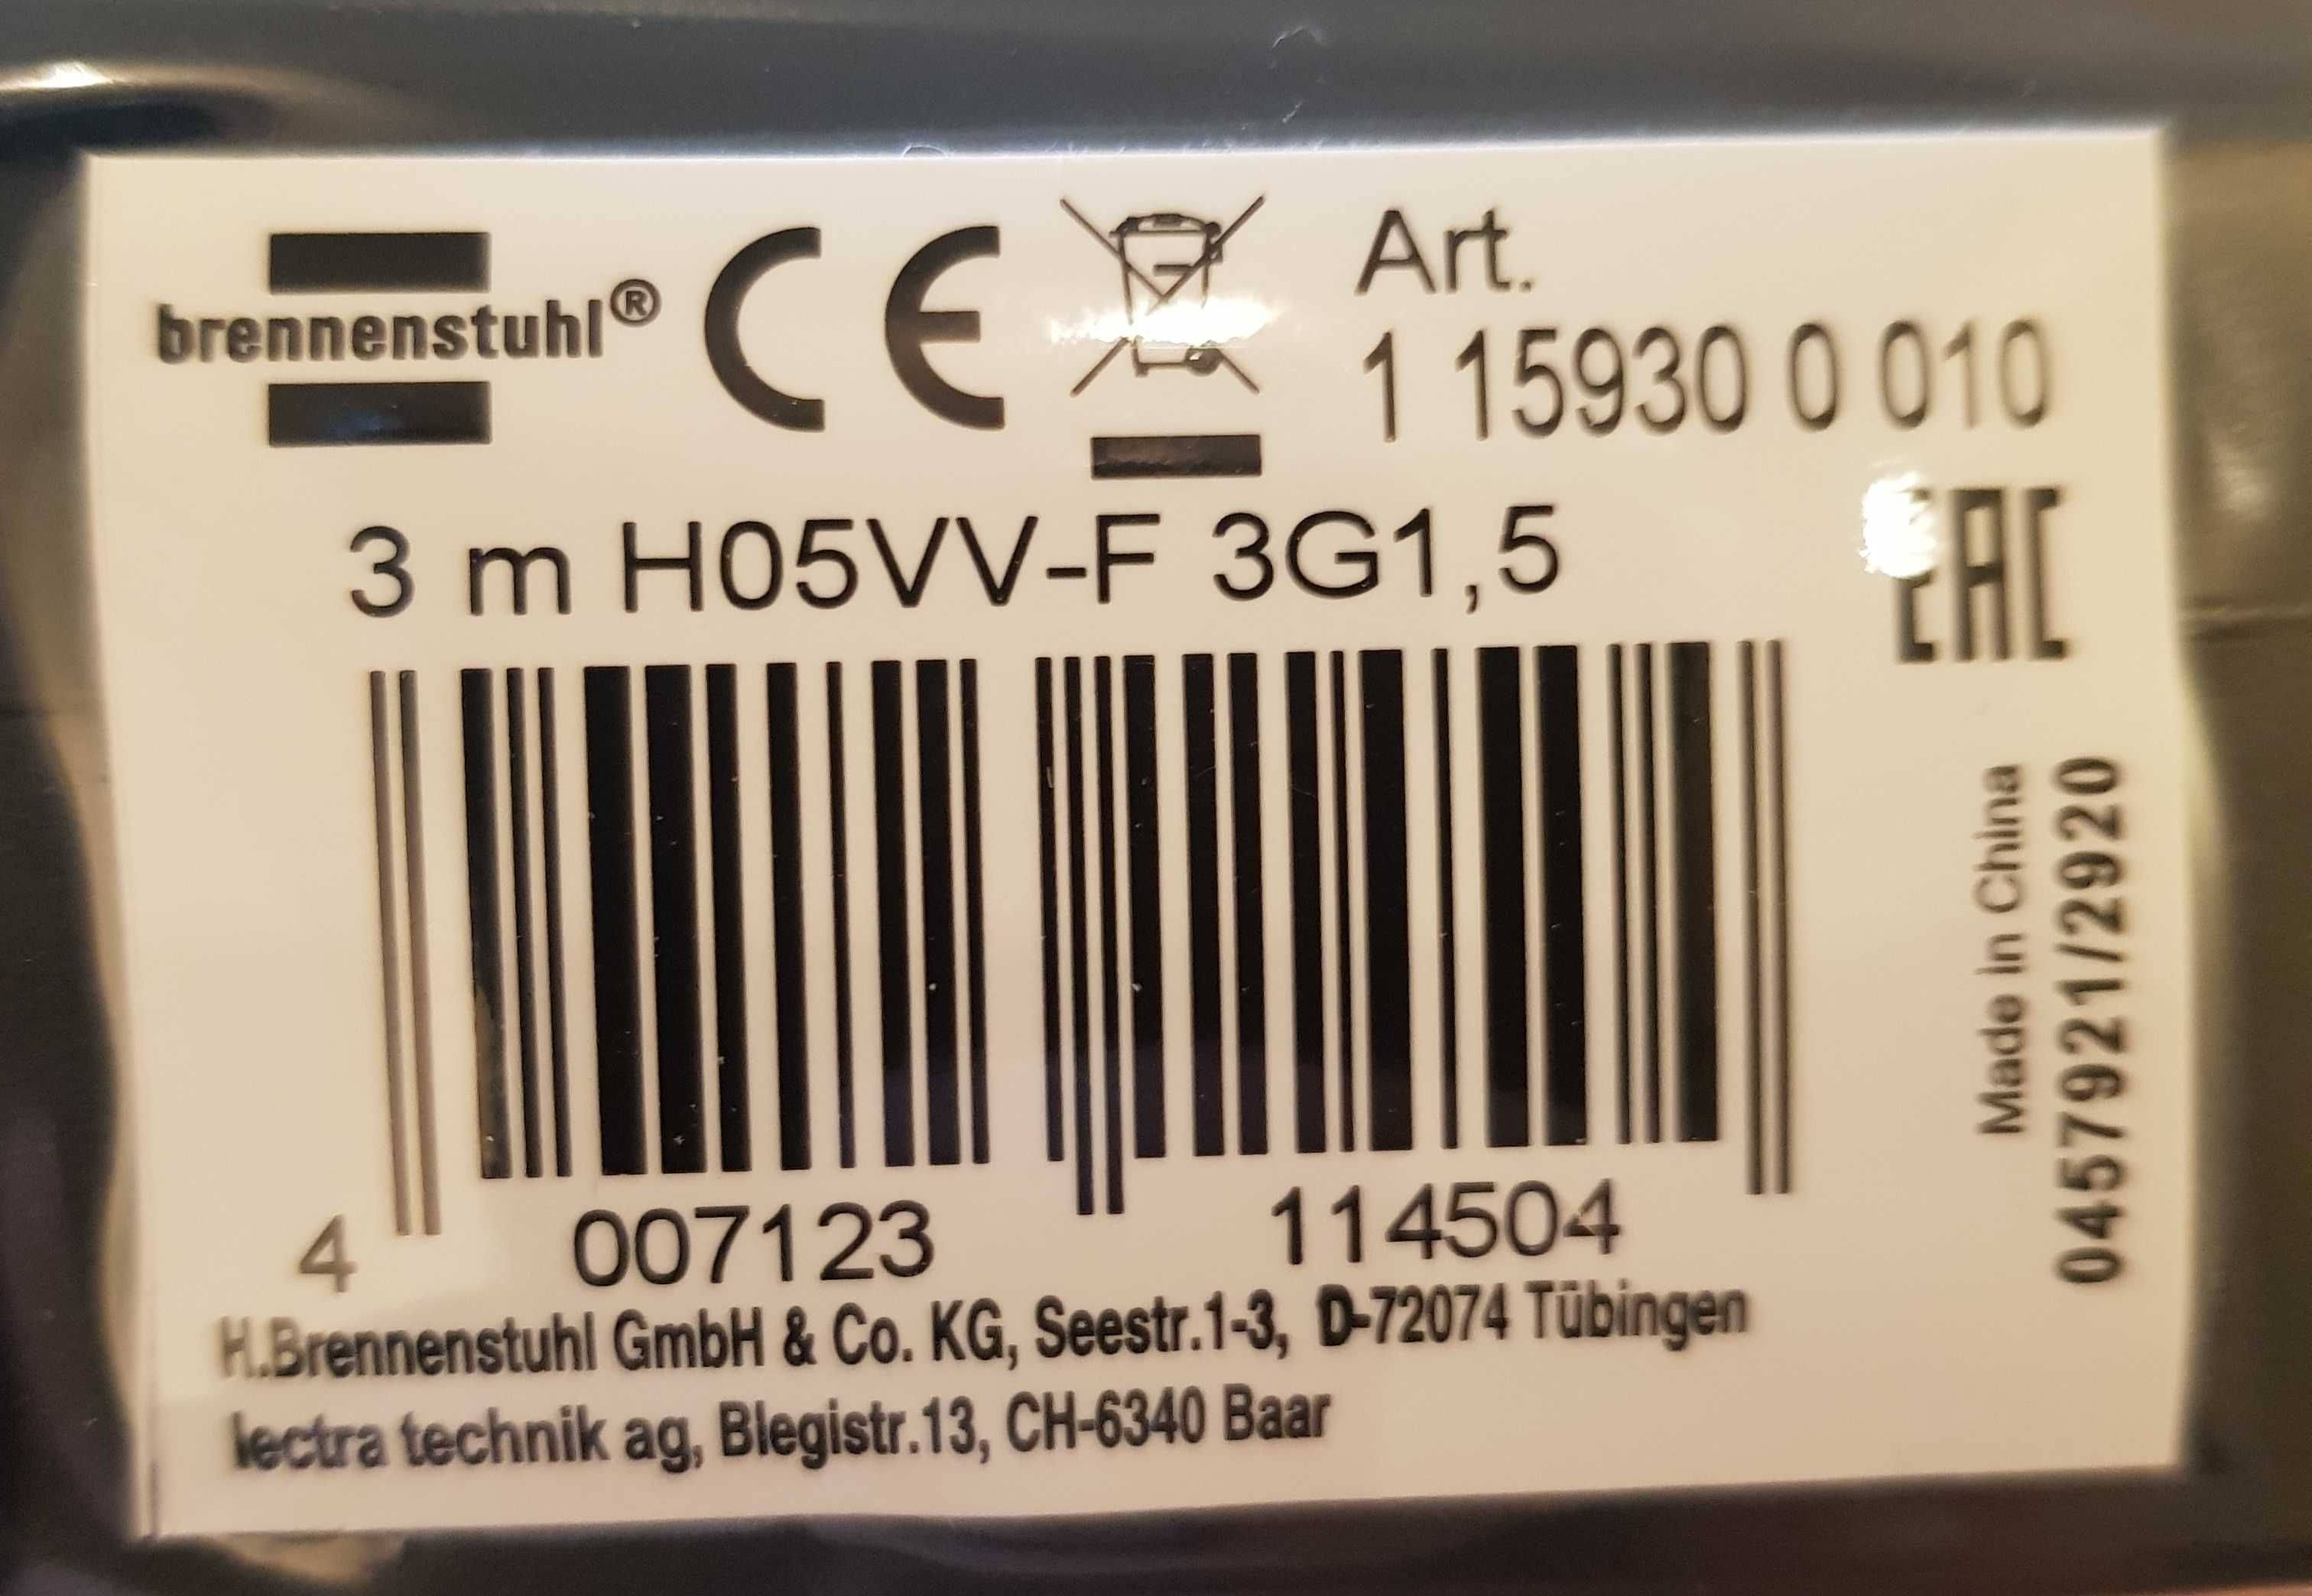 brennenstuhl®
CE
Art.
1 15930 0 010
3 m H05VV-F 3G1,5
EAC
4 007123 114504
H.Brennenstuhl GmbH & Co. KG, Seestr.1-3, D-72074 Tübingen
lectra technik ag, Blegistr.13, CH-6340 Baar
Made in China
0457921/2920